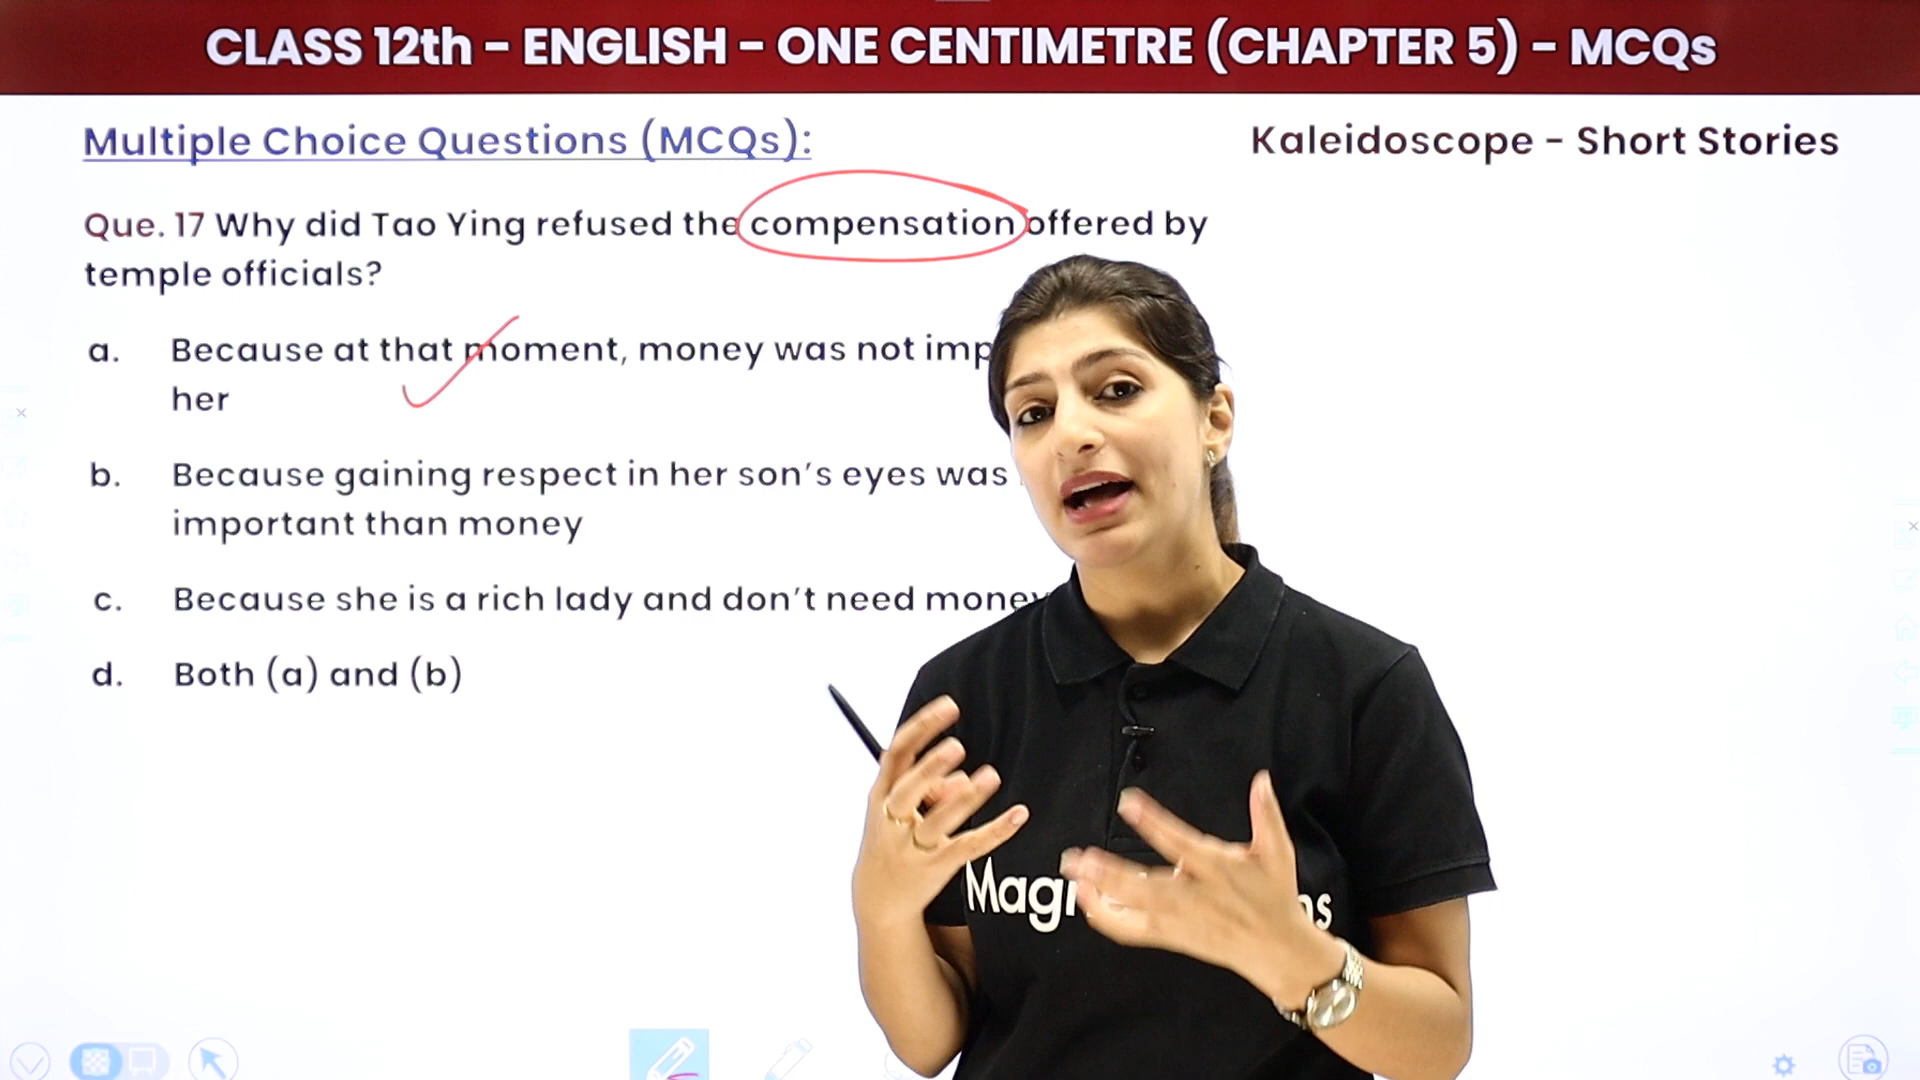 CLASS 12th - ENGLISH - ONE CENTIMETRE (CHAPTER 5) - MCQs
Multiple Choice Questions (MCQs):
Kaleidoscope - Short Stories
Que. 17 Why did Tao Ying refused the compensation offered by
temple officials?
a. Because at that moment, money was not
her
b. Because gaining respect in her son's eyes was
important than money
c. Because she is a rich lady and don't need money
d. Both (a) and (b)